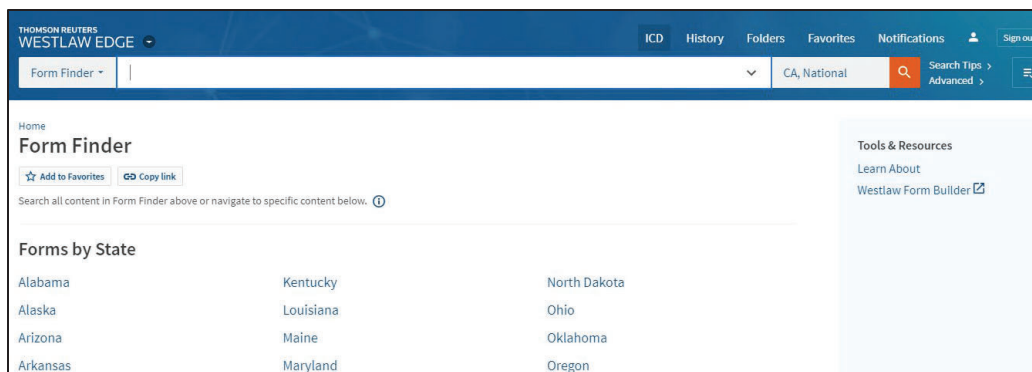 THOMSON REUTERS
WESTLAW EDGE
ICD History Folders Favorites Notifications Sign
Form Finder
CA, National
Search Tips >
Advanced >
Home
Form Finder
Add to Favorites Copy link
Search all content in Form Finder above or navigate to specific content below.
Tools & Resources
Learn About
Westlaw Form Builder
Forms by State
Alabama Kentucky North Dakota
Alaska Louisiana Ohio
Arizona Maine Oklahoma
Arkansas Maryland Oregon